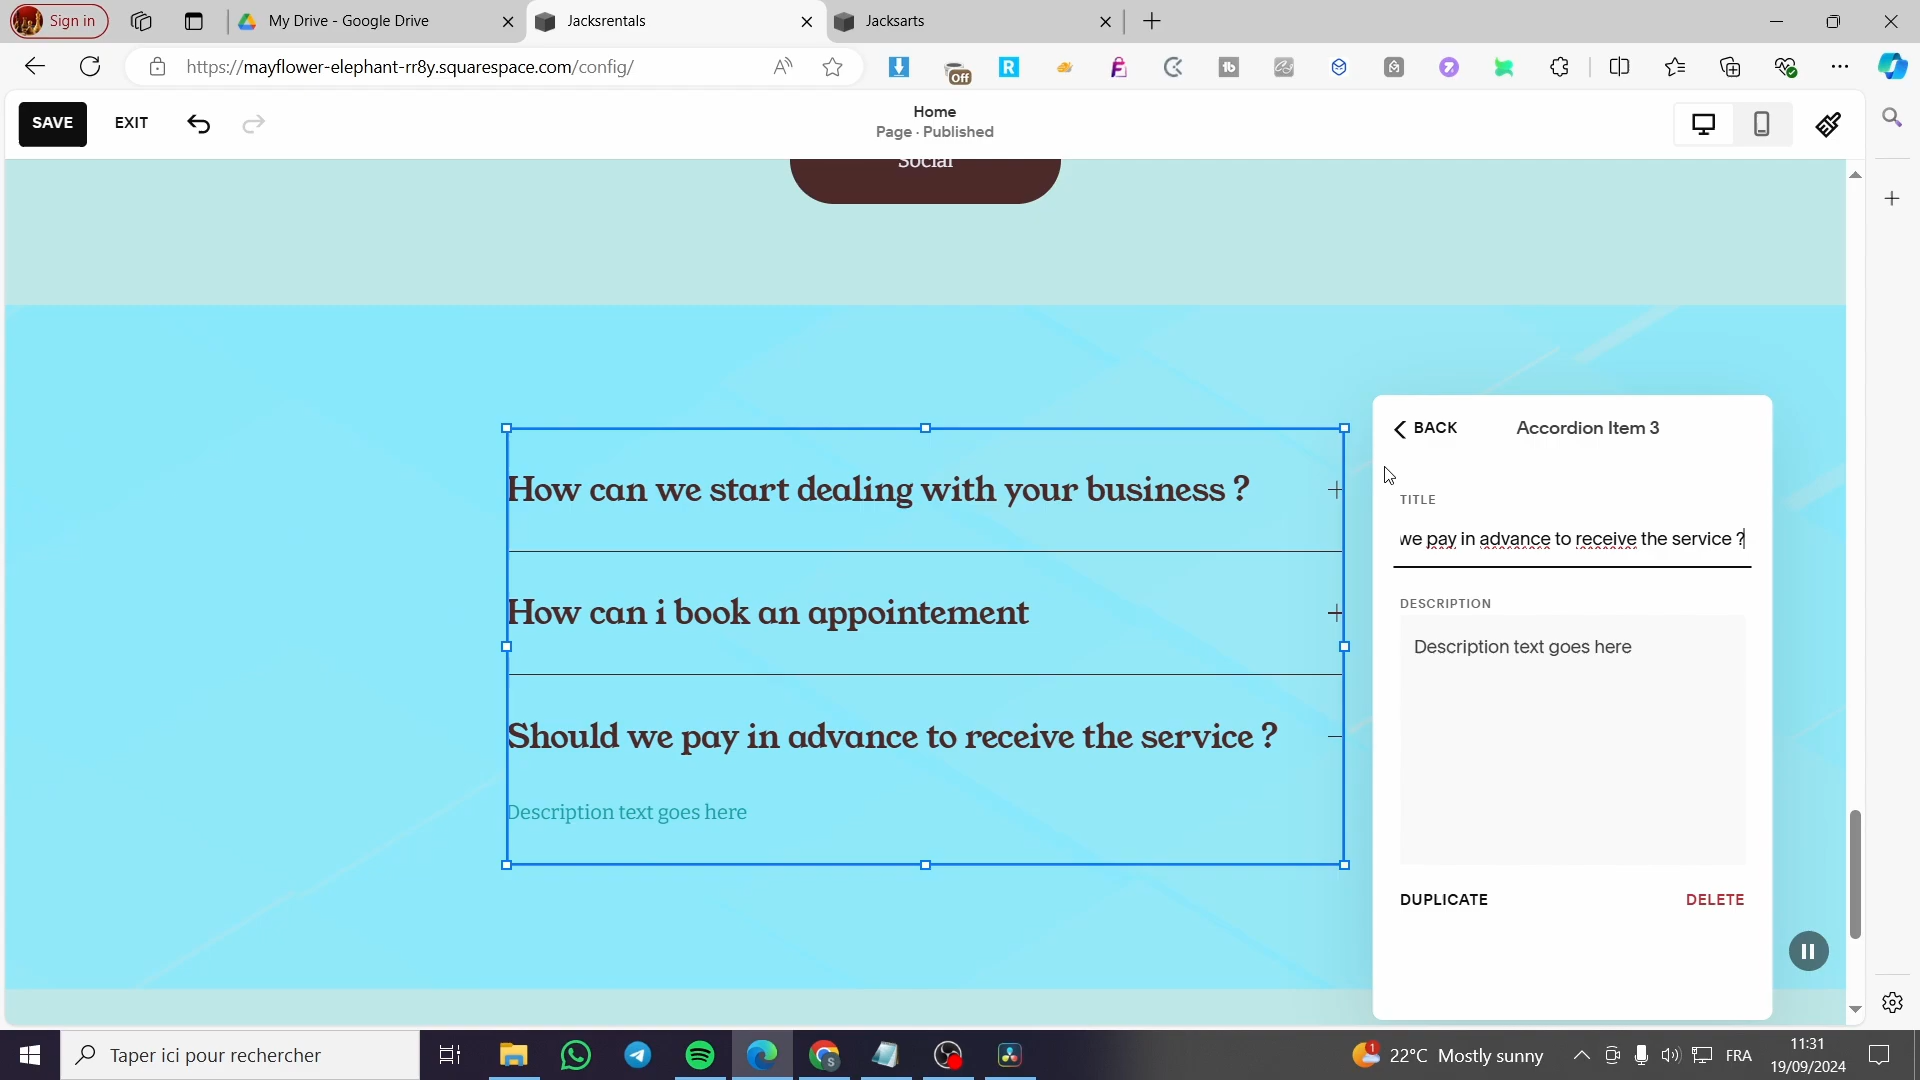 Sign in
My Drive - Google Drive
Jacksrentals
Jacksarts
https://mayflower-elephant-rr8y.squarespace.com/config/
Off
SAVE
EXIT
Home
Page · Published
Social
How can we start dealing with your business ?
How can i book an appointement
Should we pay in advance to receive the service ?
Description text goes here
BACK
Accordion Item 3
TITLE
we pay in advance to receive the service ?
DESCRIPTION
Description text goes here
DUPLICATE
DELETE
Taper ici pour rechercher
22°C Mostly sunny
FRA
11:31
19/09/2024